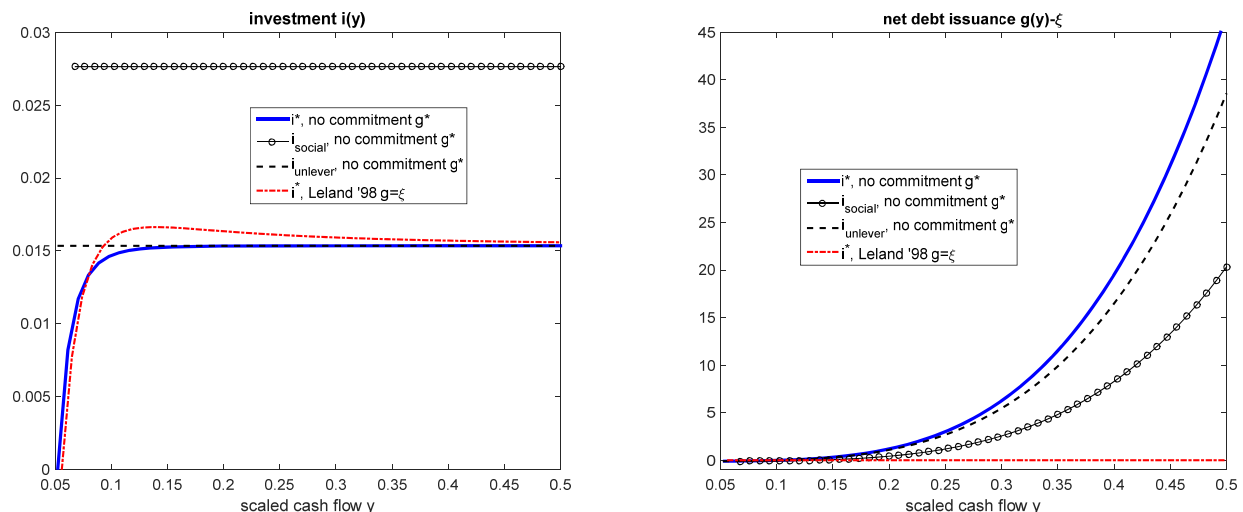 investment i(y)
0.03
0.025
0.02
0.015
0.01
0.005
0
i*, no commitment g*
i_social, no commitment g*
i_unlever, no commitment g*
i*, Leland '98 g=ξ
0.05 0.1 0.15 0.2 0.25 0.3 0.35 0.4 0.45 0.5
scaled cash flow y
net debt issuance g(y)-ξ
45
40
35
30
25
20
15
10
5
0
i*, no commitment g*
i_social, no commitment g*
i_unlever, no commitment g*
i*, Leland '98 g=ξ
0.05 0.1 0.15 0.2 0.25 0.3 0.35 0.4 0.45 0.5
scaled cash flow y